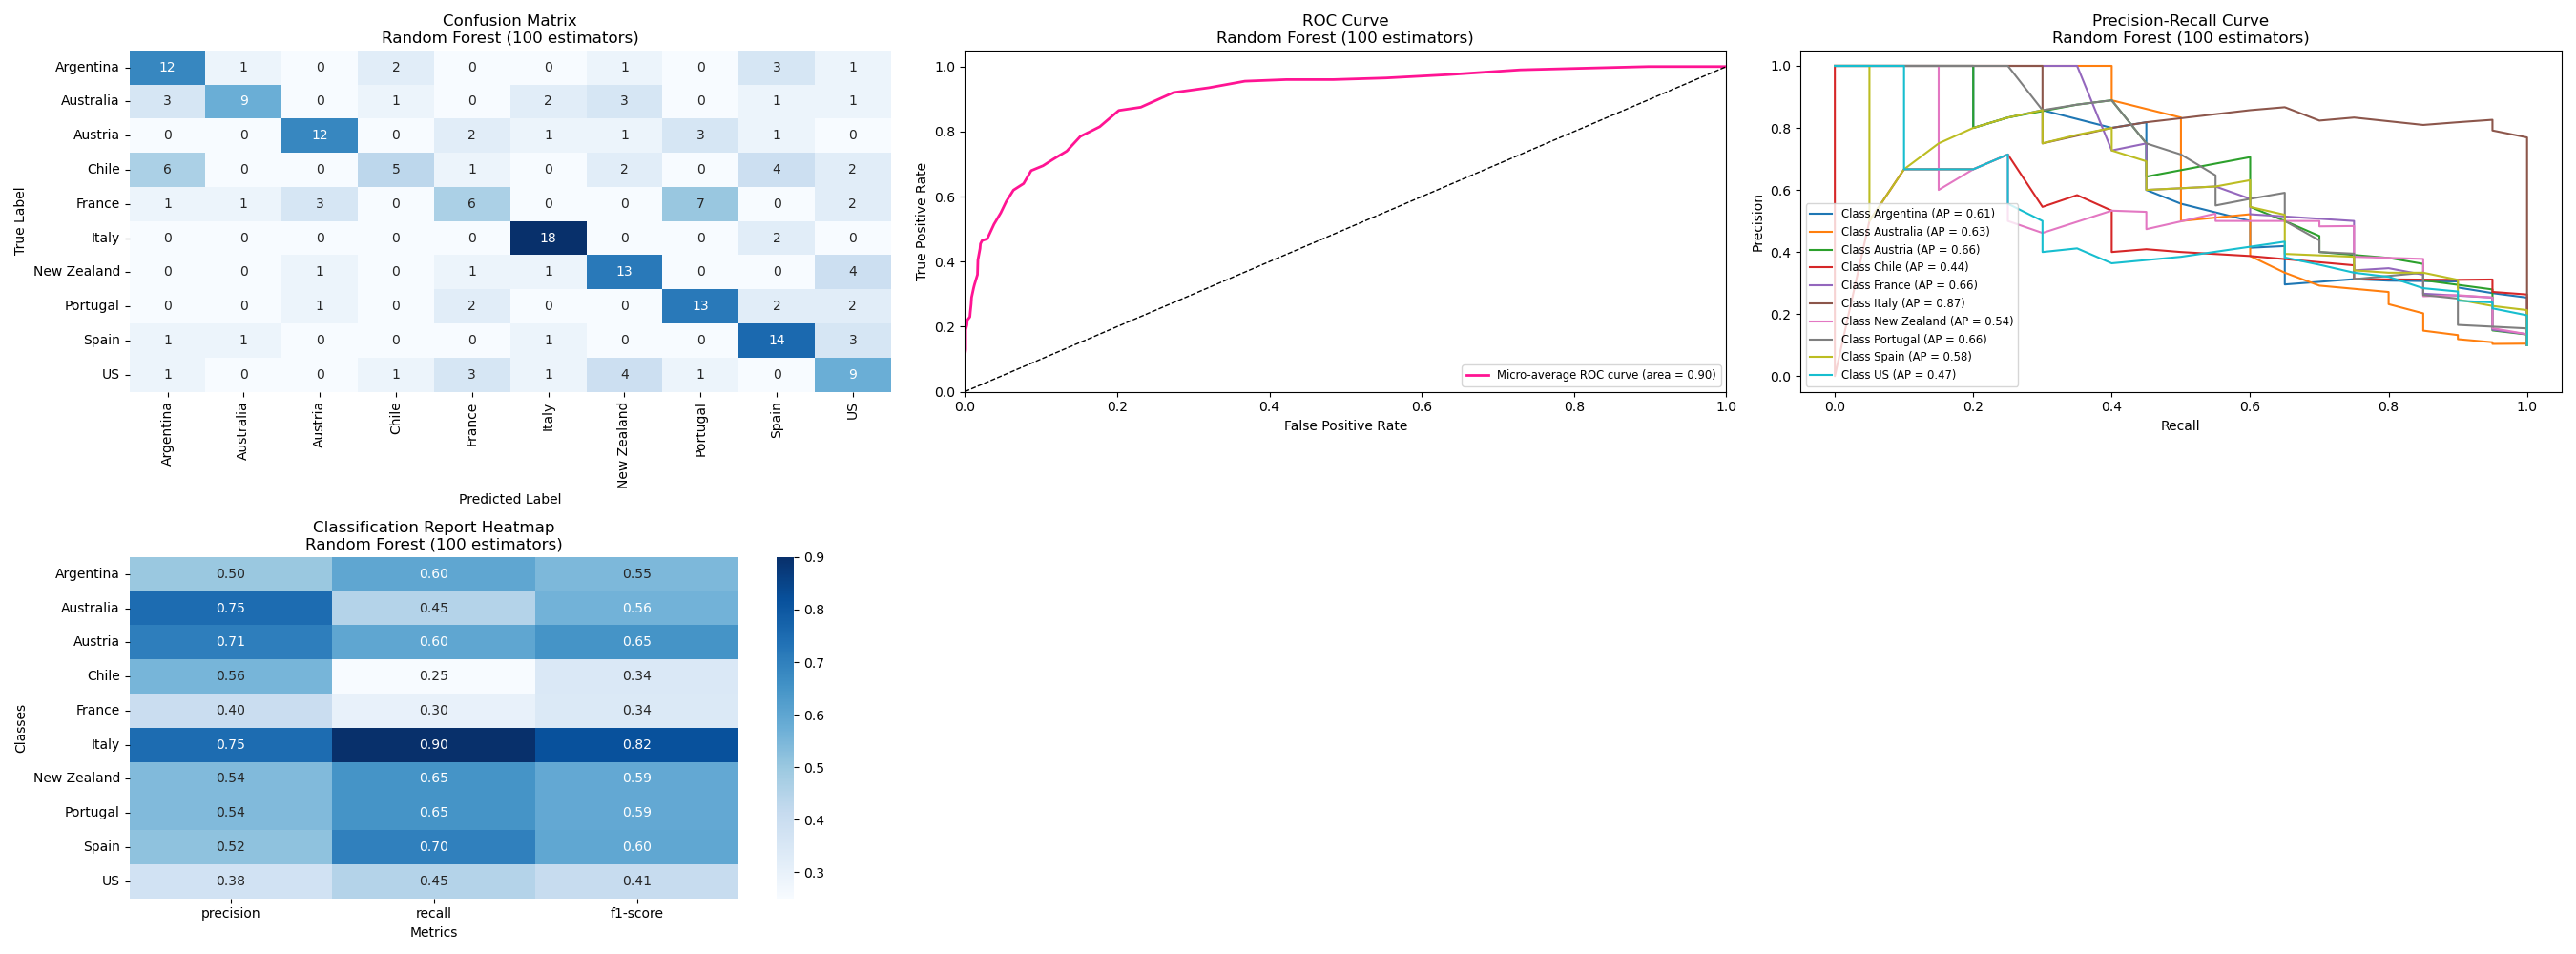 Confusion Matrix
Random Forest (100 estimators)
True Label
Argentina 12 1 0 2 0 0 1 0 3 1
Australia 3 9 0 1 0 2 3 0 1 1
Austria 0 0 12 0 2 1 1 3 1 0
Chile 6 0 0 5 1 0 2 0 4 2
France 1 1 3 0 6 0 0 7 0 2
Italy 0 0 0 0 0 18 0 0 2 0
New Zealand 0 0 1 0 1 1 13 0 0 4
Portugal 0 0 1 0 2 0 0 13 2 2
Spain 1 1 0 0 0 1 0 0 14 3
US 1 0 0 1 3 1 4 1 0 9
Argentina Australia Austria Chile France Italy New Zealand Portugal Spain US
Predicted Label
ROC Curve
Random Forest (100 estimators)
True Positive Rate
1.0
0.8
0.6
0.4
0.2
0.0
Micro-average ROC curve (area = 0.90)
0.0 0.2 0.4 0.6 0.8 1.0
False Positive Rate
Precision-Recall Curve
Random Forest (100 estimators)
Precision
1.0
0.8
0.6
0.4
0.2
0.0
Class Argentina (AP = 0.61)
Class Australia (AP = 0.63)
Class Austria (AP = 0.66)
Class Chile (AP = 0.44)
Class France (AP = 0.66)
Class Italy (AP = 0.87)
Class New Zealand (AP = 0.54)
Class Portugal (AP = 0.66)
Class Spain (AP = 0.58)
Class US (AP = 0.47)
0.0 0.2 0.4 0.6 0.8 1.0
Recall
Classification Report Heatmap
Random Forest (100 estimators)
Classes
Argentina 0.50 0.60 0.55
Australia 0.75 0.45 0.56
Austria 0.71 0.60 0.65
Chile 0.56 0.25 0.34
France 0.40 0.30 0.34
Italy 0.75 0.90 0.82
New Zealand 0.54 0.65 0.59
Portugal 0.54 0.65 0.59
Spain 0.52 0.70 0.60
US 0.38 0.45 0.41
precision recall f1-score
Metrics
0.9
0.8
0.7
0.6
0.5
0.4
0.3